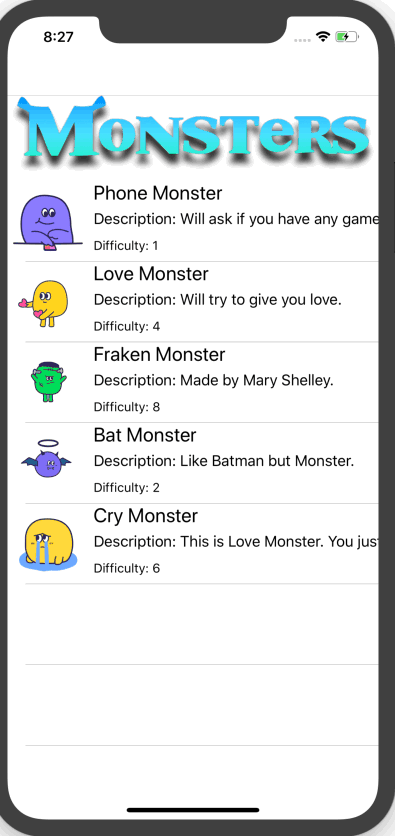 8:27
MONSTeRS
Phone Monster
Description: Will ask if you have any game
Difficulty: 1
Love Monster
Description: Will try to give you love.
Difficulty: 4
Fraken Monster
Description: Made by Mary Shelley.
Difficulty: 8
Bat Monster
Description: Like Batman but Monster.
Difficulty: 2
Cry Monster
Description: This is Love Monster. You jus
Difficulty: 6